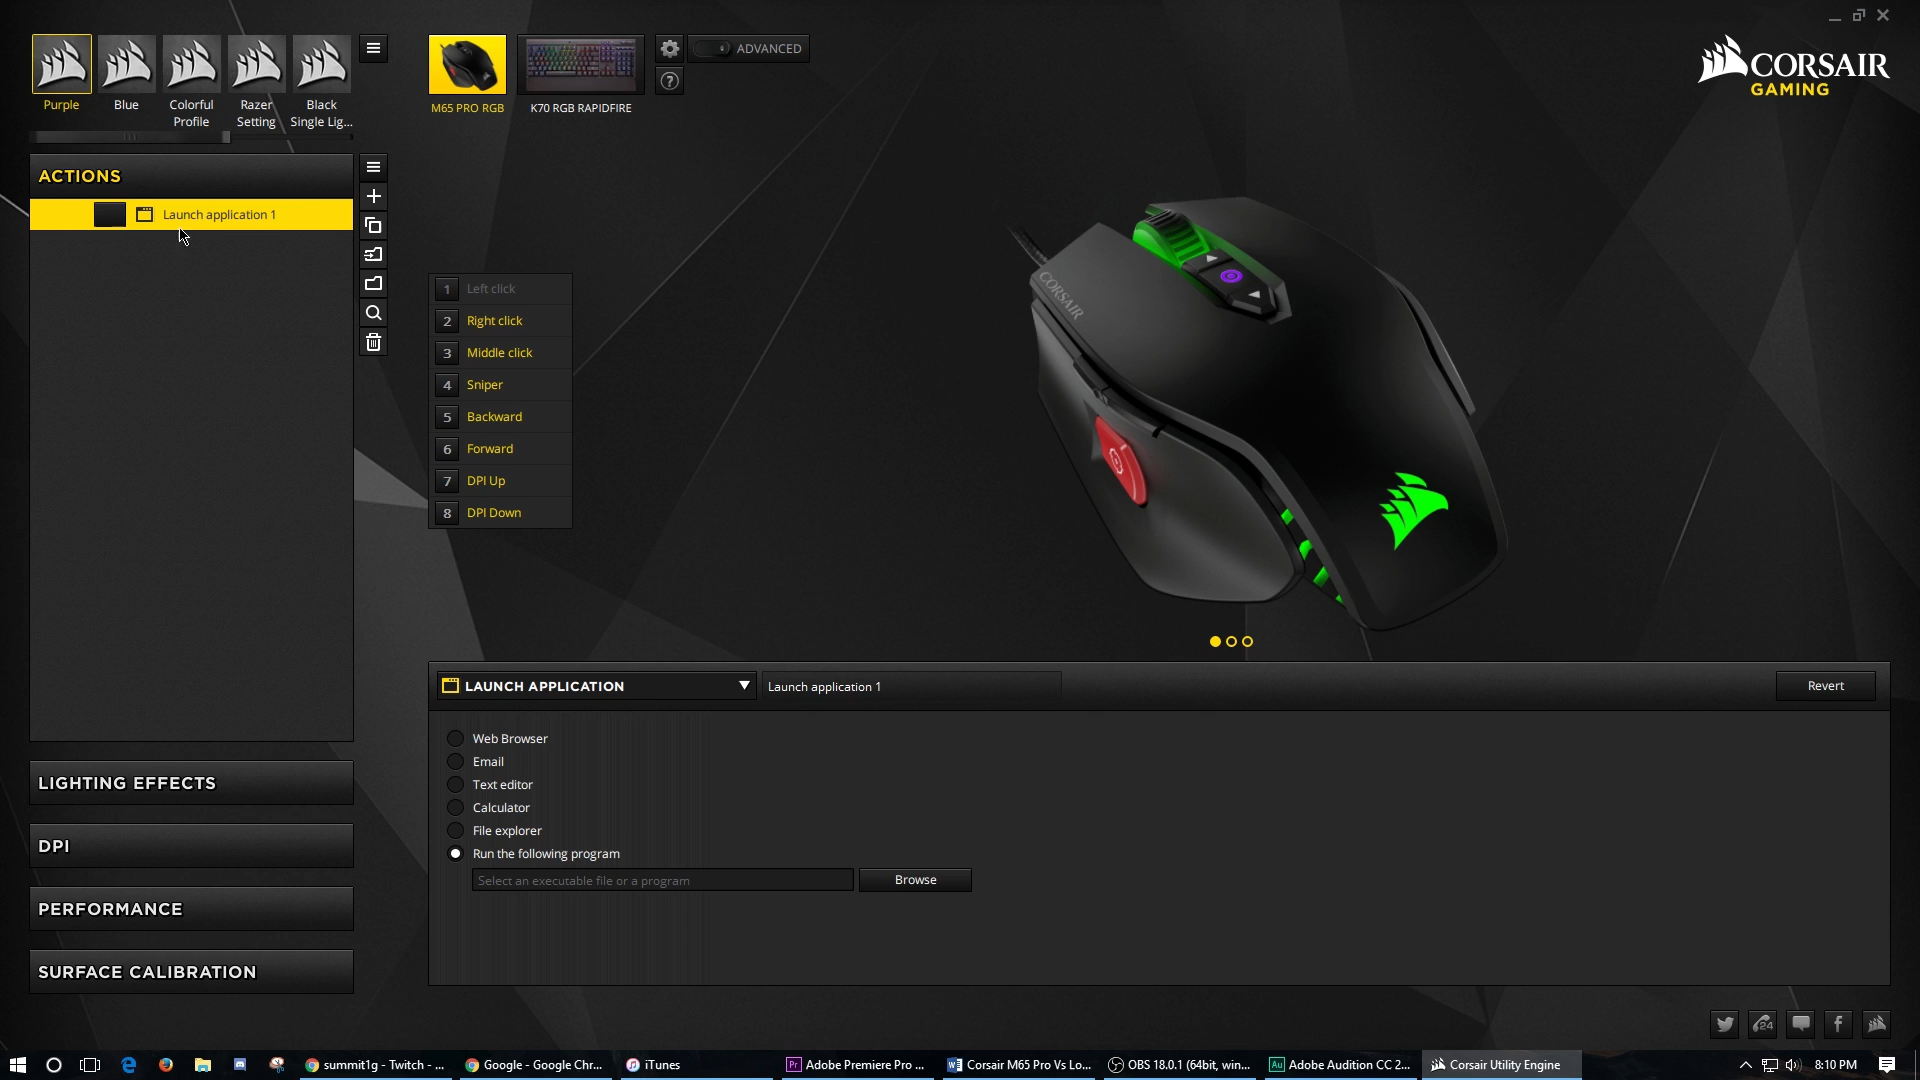 Purple
Blue
Colorful Profile
Razer Setting
Black Single Lig...
M65 PRO RGB
K70 RGB RAPIDFIRE
ADVANCED
CORSAIR
GAMING
ACTIONS
Launch application 1
1 Left click
2 Right click
3 Middle click
4 Sniper
5 Backward
6 Forward
7 DPI Up
8 DPI Down
CORSAIR
LAUNCH APPLICATION
Launch application 1
Revert
Web Browser
Email
Text editor
Calculator
File explorer
Run the following program
Select an executable file or a program
Browse
LIGHTING EFFECTS
DPI
PERFORMANCE
SURFACE CALIBRATION
24
summit1g - Twitch - ...
Google - Google Chr...
iTunes
Pr Adobe Premiere Pro ...
Corsair M65 Pro Vs Lo...
OBS 18.0.1 (64bit, win...
Au Adobe Audition CC 2...
Corsair Utility Engine
8:10 PM